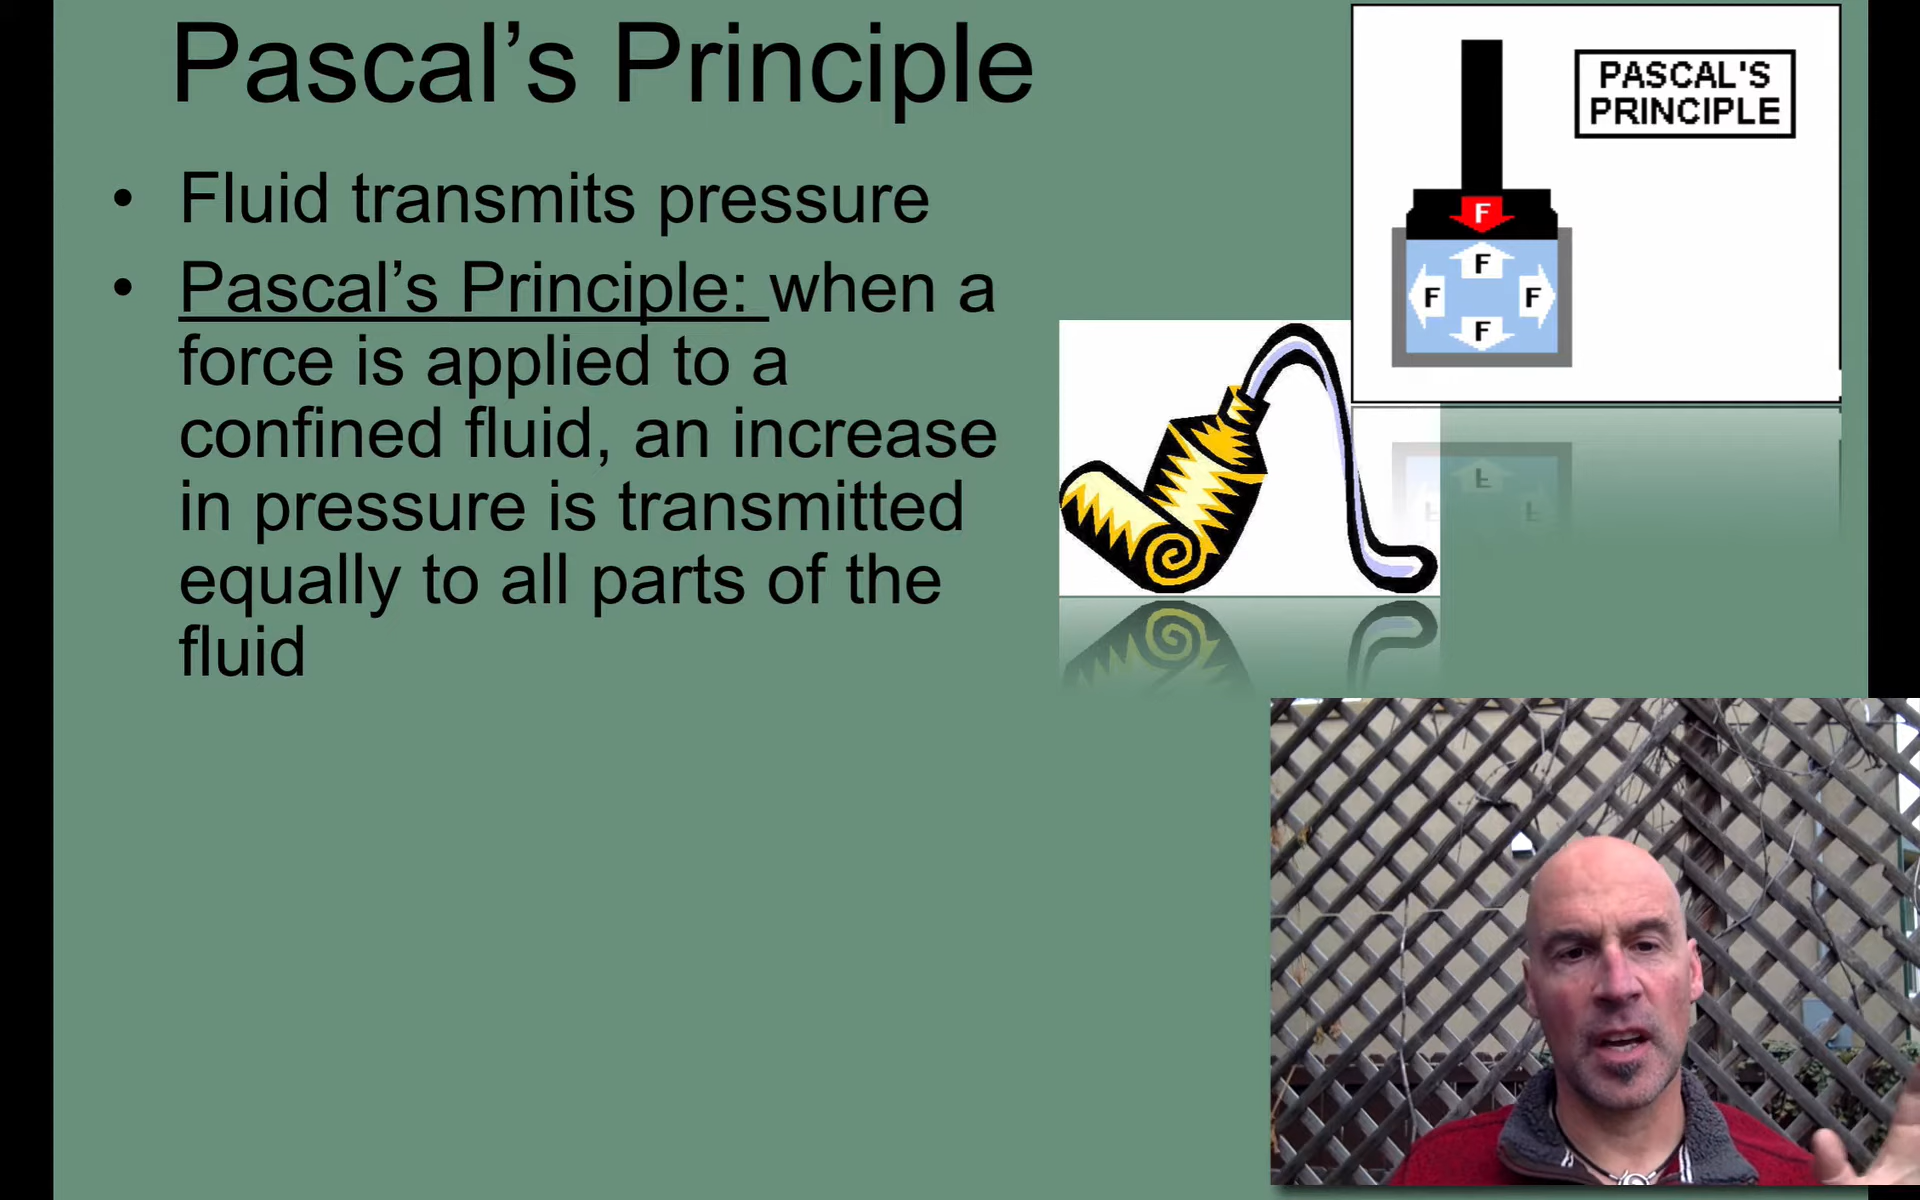 Pascal’s Principle
• Fluid transmits pressure
• Pascal’s Principle: when a
force is applied to a
confined fluid, an increase
in pressure is transmitted
equally to all parts of the
fluid
PASCAL'S
PRINCIPLE
F
F
F F
F